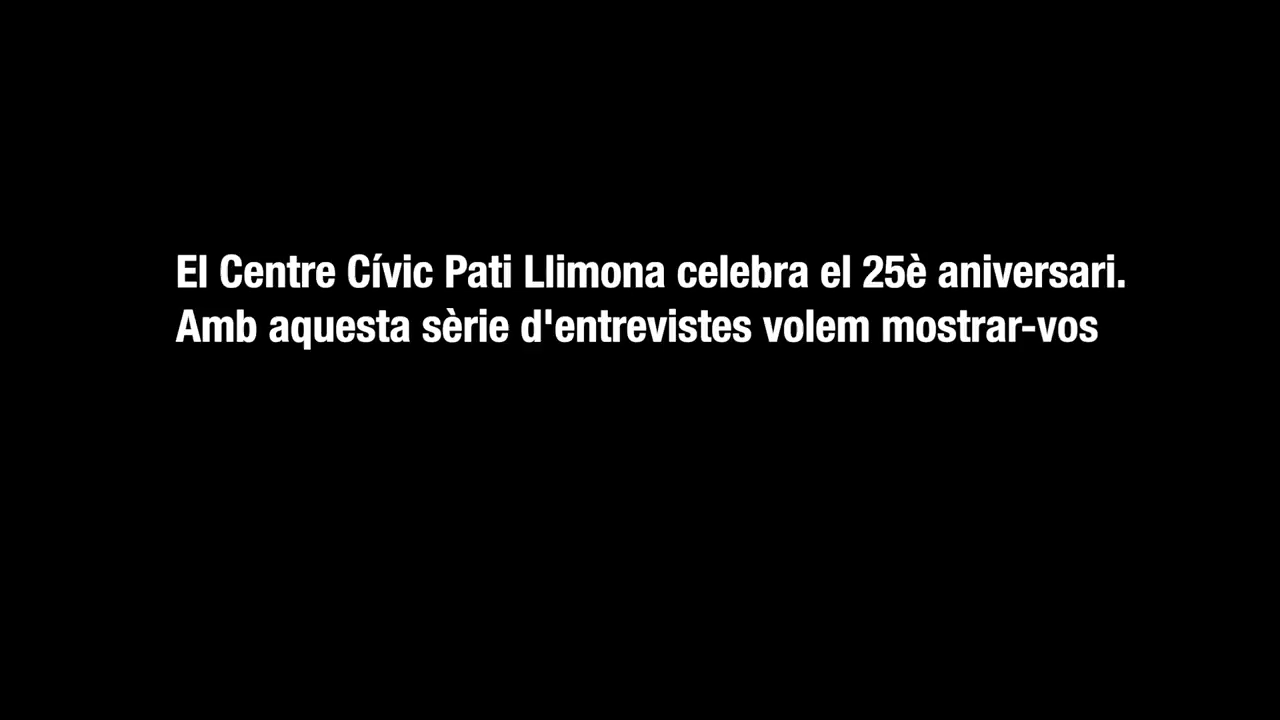 El Centre Cívic Pati Llimona celebra el 25è aniversari.
Amb aquesta sèrie d'entrevistes volem mostrar-vos